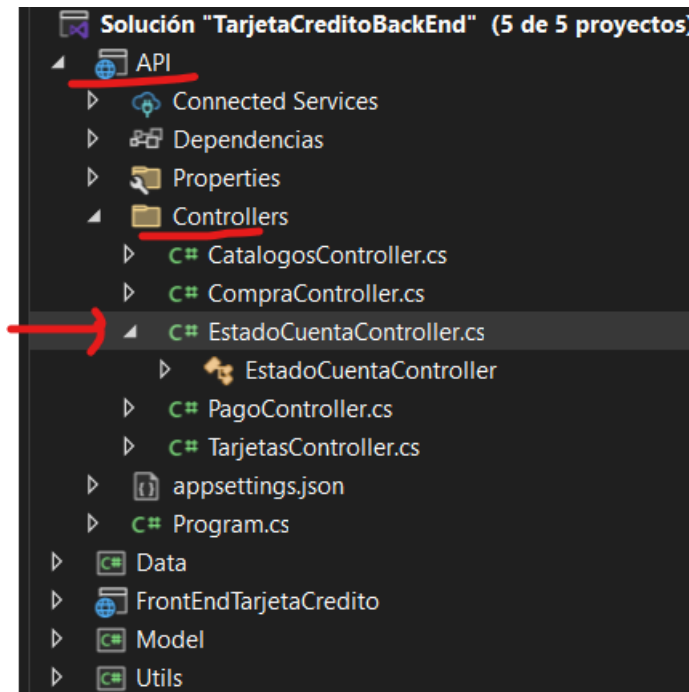 Solución "TarjetaCreditoBackEnd" (5 de 5 proyectos)
API
Connected Services
Dependencias
Properties
Controllers
C# CatalogosController.cs
C# CompraController.cs
C# EstadoCuentaController.cs
EstadoCuentaController
C# PagoController.cs
C# TarjetasController.cs
appsettings.json
C# Program.cs
C# Data
FrontEndTarjetaCredito
C# Model
C# Utils